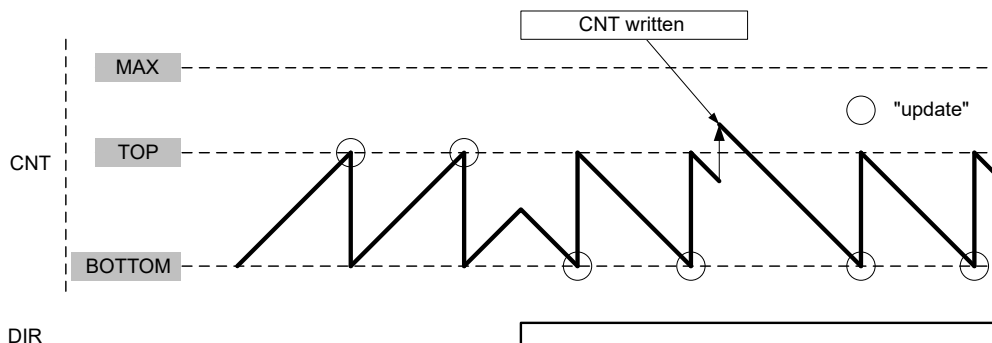 CNT written
MAX
"update"
TOP
CNT
BOTTOM
DIR